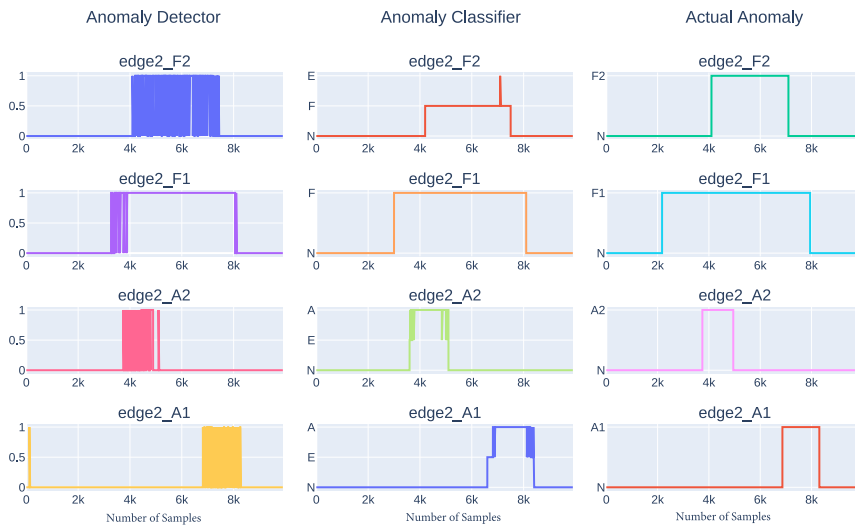 Anomaly Detector Anomaly Classifier Actual Anomaly
edge2_F2 edge2_F2 edge2_F2
1 E F2
0.5 F
0 N N
0 2k 4k 6k 8k 0 2k 4k 6k 8k 0 2k 4k 6k 8k
edge2_F1 edge2_F1 edge2_F1
1 F F1
0.5
0 N N
0 2k 4k 6k 8k 0 2k 4k 6k 8k 0 2k 4k 6k 8k
edge2_A2 edge2_A2 edge2_A2
1 A A2
0.5 E
0 N N
0 2k 4k 6k 8k 0 2k 4k 6k 8k 0 2k 4k 6k 8k
edge2_A1 edge2_A1 edge2_A1
1 A A1
0.5 E
0 N N
0 2k 4k 6k 8k 0 2k 4k 6k 8k 0 2k 4k 6k 8k
Number of Samples Number of Samples Number of Samples